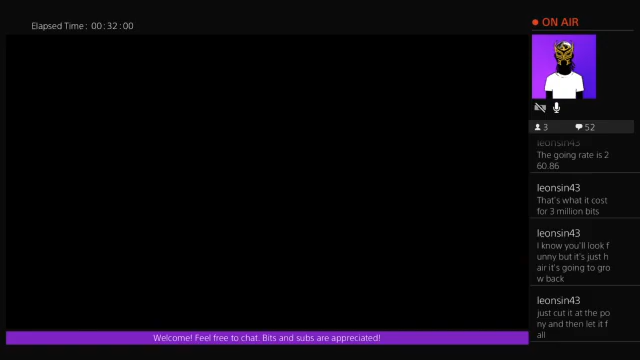 Elapsed Time: 00:32:00
ON AIR
3
52
leonsin43
The going rate is 2
60.86
leonsin43
That's what it cost
for 3 million bits
leonsin43
I know you'll look f
unny but it's just h
air it's going to gro
w back
leonsin43
just cut it at the po
ny and then let it f
all
Welcome! Feel free to chat. Bits and subs are appreciated!